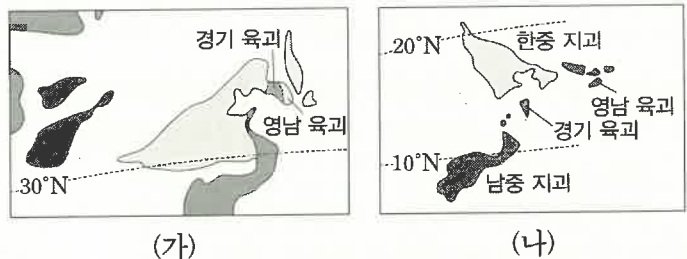 경기 육괴
영남 육괴
30°N
(가)
20°N
한중 지괴
영남 육괴
경기 육괴
10°N
남중 지괴
(나)